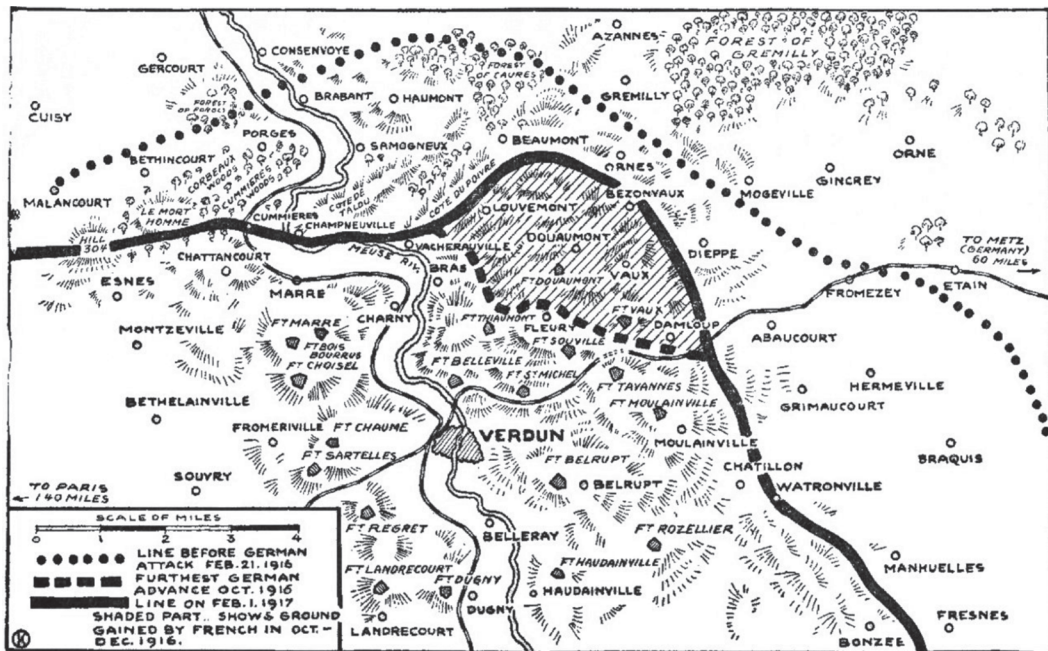 AZANNES
FOREST OF
GREMILLY
CONSENVOYE
GERCOURT
FOREST
OF CAURES
GREMILLY
BRABANT
HAUMONT
CUISY
FOREST
OF FORGES
BEAUMONT
PORGES
SAMOGNEUX
ORNES
ORNE
BETHINCOURT
GINCREY
CORBEAUX
WOODS
CUMMIERES
WOODS
BEZONVAUX
MOGEVILLE
MALANCOURT
LE MORT
HOMME
COTE DE
TALOU
COTE DU POIVRE
LOUVEMONT
CUMMIERES
CHAMPNEUVILLE
HILL
304
MEUSE RIV.
VACHERAUVILLE
DOUAUMONT
DIEPPE
TO METZ
(GERMANY)
60 MILES
CHATTANCOURT
BRAS
VAUX
FT DOUAUMONT
ESNES
MARRE
FROMEZEY
ETAIN
CHARNY
FT THIAUMONT
FT VAUX
FLEURY
DAMLOUP
MONTZEVILLE
FT MARRE
FT BOIS
BOURRUS
FT CHOISEL
FT SOUVILLE
ABAUCOURT
FT BELLEVILLE
FT ST MICHEL
FT TAVANNES
HERMEVILLE
BETHELAINVILLE
FT MOULAINVILLE
GRIMAUCOURT
FROMERIVILLE
FT CHAUME
VERDUN
MOULAINVILLE
FT SARTELLES
FT BELRUPT
CHATILLON
BRAQUIS
SOUVRY
BELRUPT
WATRONVILLE
TO PARIS
140 MILES
SCALE OF MILES
0 1 2 3 4
FT REGRET
BELLERAY
FT ROZELLIER
LINE BEFORE GERMAN
ATTACK FEB. 21. 1916
FURTHEST GERMAN
ADVANCE OCT. 1916
LINE ON FEB. 1. 1917
SHADED PART.. SHOWS GROUND
GAINED BY FRENCH IN OCT.-
DEC. 1916.
FT LANDRECOURT
FT DUGNY
FT HAUDAINVILLE
MANHUELLES
DUGNY
HAUDAINVILLE
LANDRECOURT
BONZEE
FRESNES